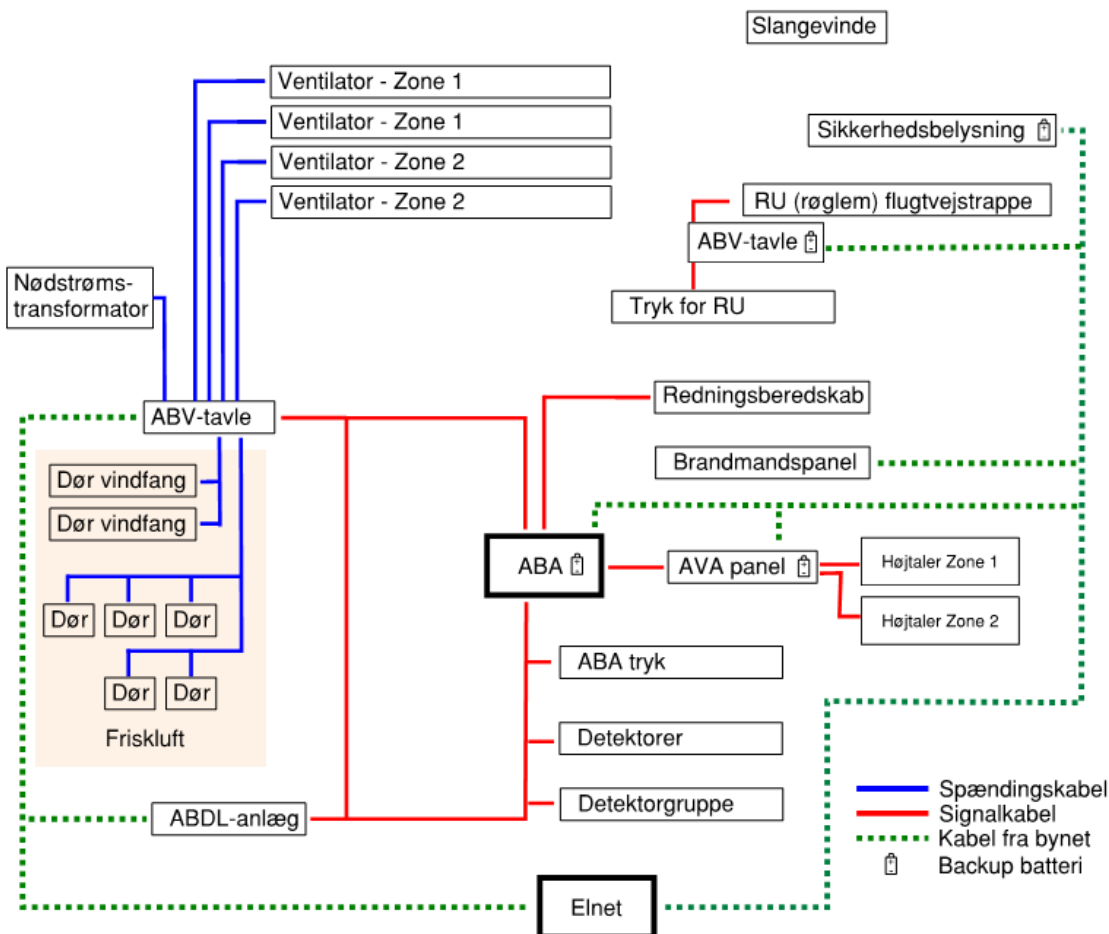 Slangevinde
Ventilator - Zone 1
Ventilator - Zone 1
Ventilator - Zone 2
Ventilator - Zone 2
Sikkerhedsbelysning
RU (røglem) flugtvejstrappe
ABV-tavle
Tryk for RU
Nødstrøms-
transformator
ABV-tavle
Redningsberedskab
Brandmandspanel
Dør vindfang
Dør vindfang
ABA
AVA panel
Højtaler Zone 1
Højtaler Zone 2
Dør
Dør
Dør
Dør
Dør
Friskluft
ABA tryk
Detektorer
Detektorgruppe
ABDL-anlæg
Elnet
Spændingskabel
Signalkabel
Kabel fra bynet
Backup batteri